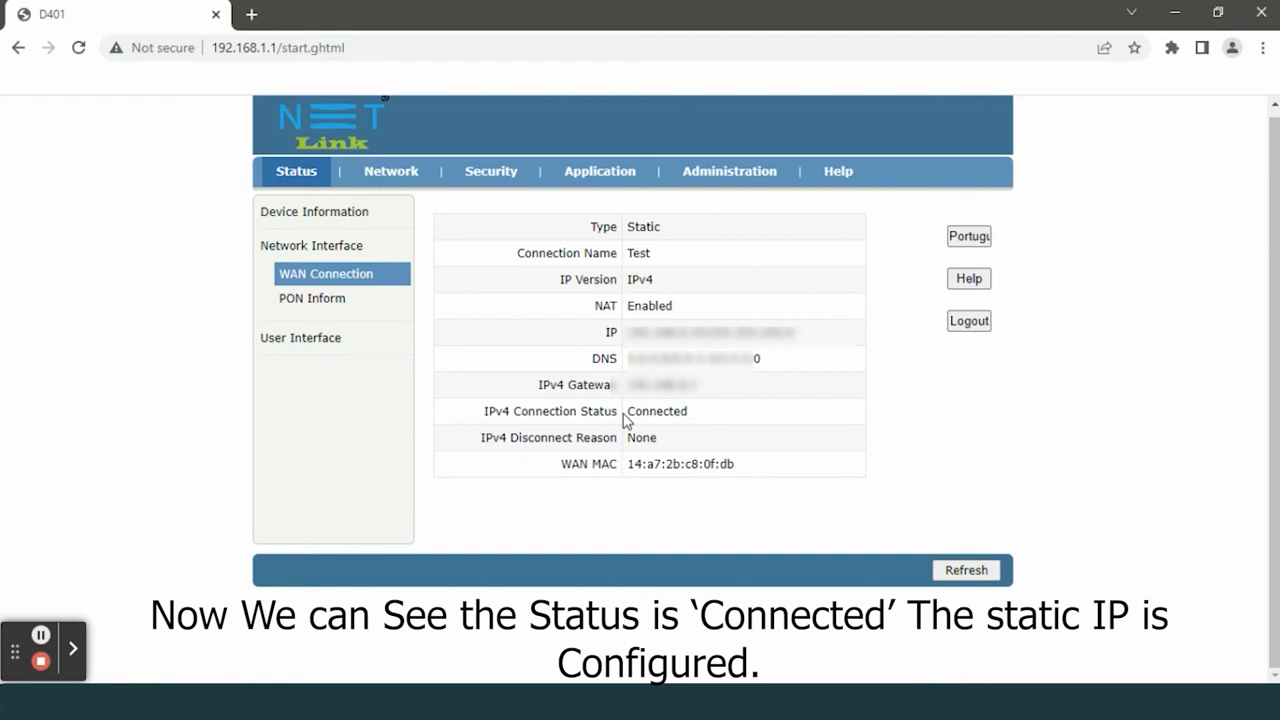 D401
Not secure
192.168.1.1/start.ghtml
NET
Link
Status | Network | Security | Application | Administration | Help
Device Information
Network Interface
WAN Connection
PON Inform
User Interface
Type Static
Connection Name Test
IP Version IPv4
NAT Enabled
IP
DNS 0
IPv4 Gatewa
IPv4 Connection Status Connected
IPv4 Disconnect Reason None
WAN MAC 14:a7:2b:c8:0f:db
Portugu
Help
Logout
Refresh
Now We can See the Status is ‘Connected’ The static IP is
Configured.